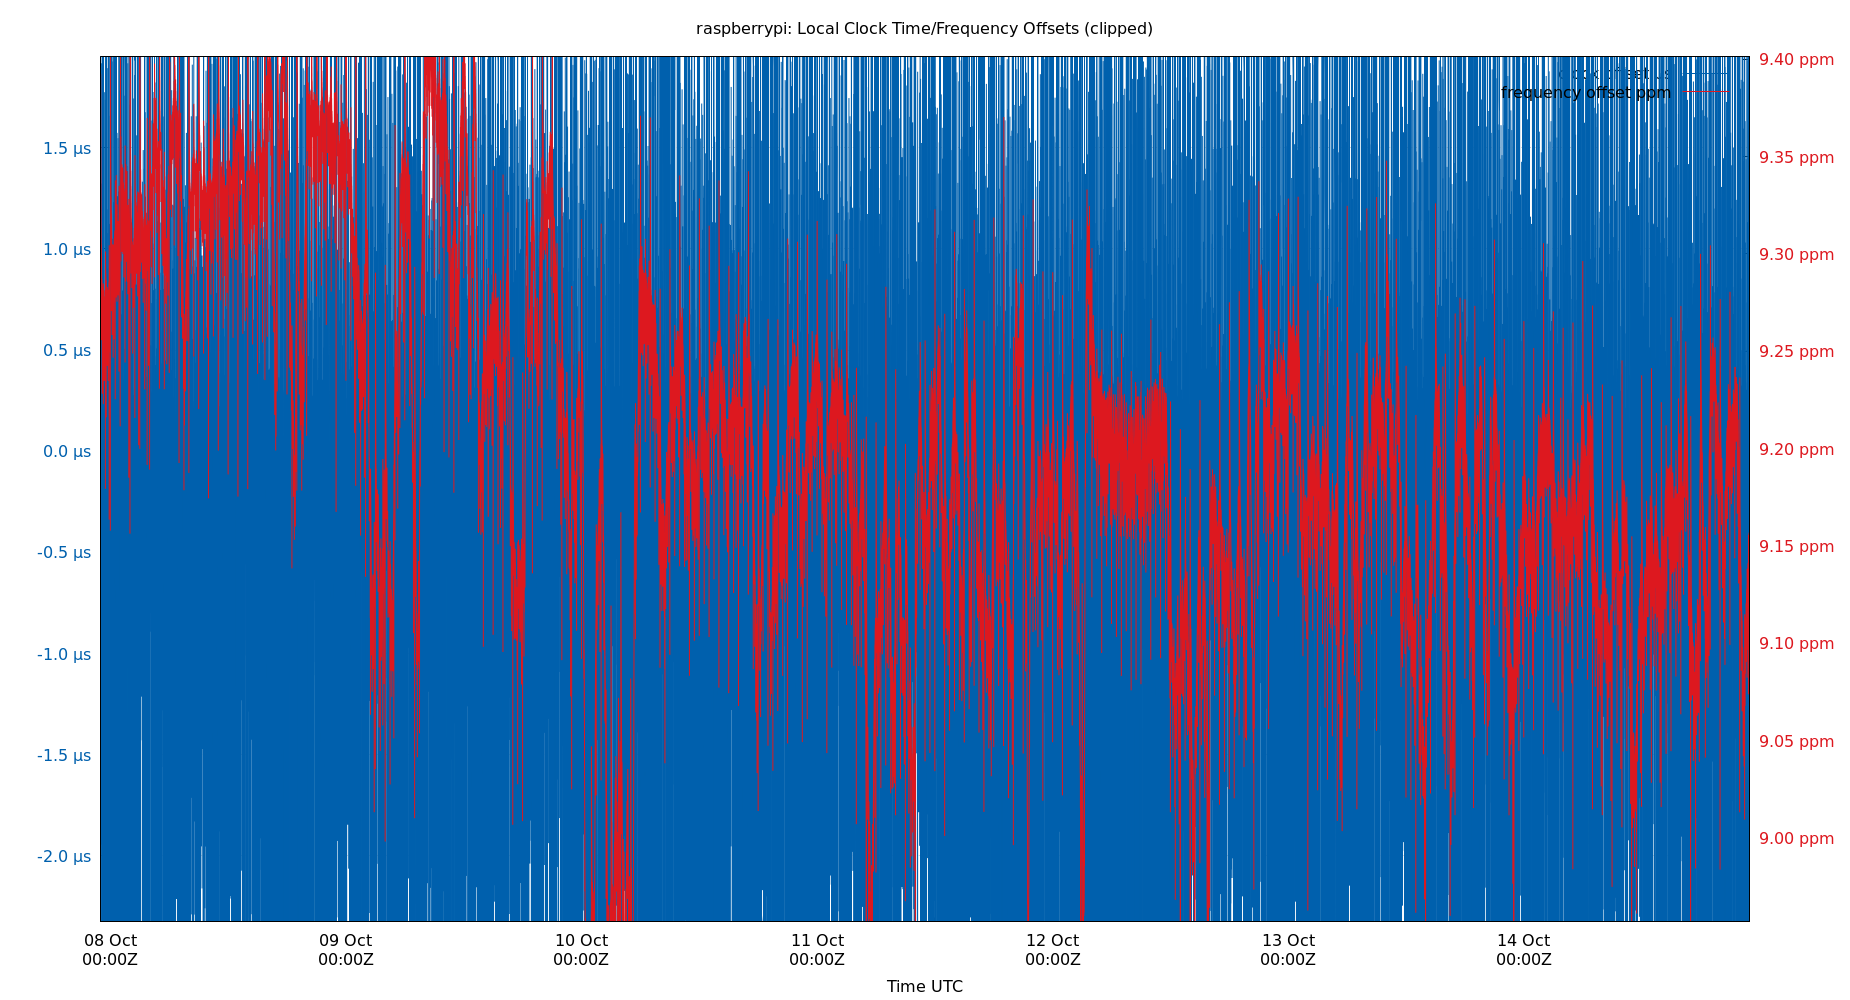 raspberrypi: Local Clock Time/Frequency Offsets (clipped)
clock offset µs
frequency offset ppm
1.5 µs
1.0 µs
0.5 µs
0.0 µs
-0.5 µs
-1.0 µs
-1.5 µs
-2.0 µs
9.40 ppm
9.35 ppm
9.30 ppm
9.25 ppm
9.20 ppm
9.15 ppm
9.10 ppm
9.05 ppm
9.00 ppm
08 Oct
00:00Z
09 Oct
00:00Z
10 Oct
00:00Z
11 Oct
00:00Z
12 Oct
00:00Z
13 Oct
00:00Z
14 Oct
00:00Z
Time UTC